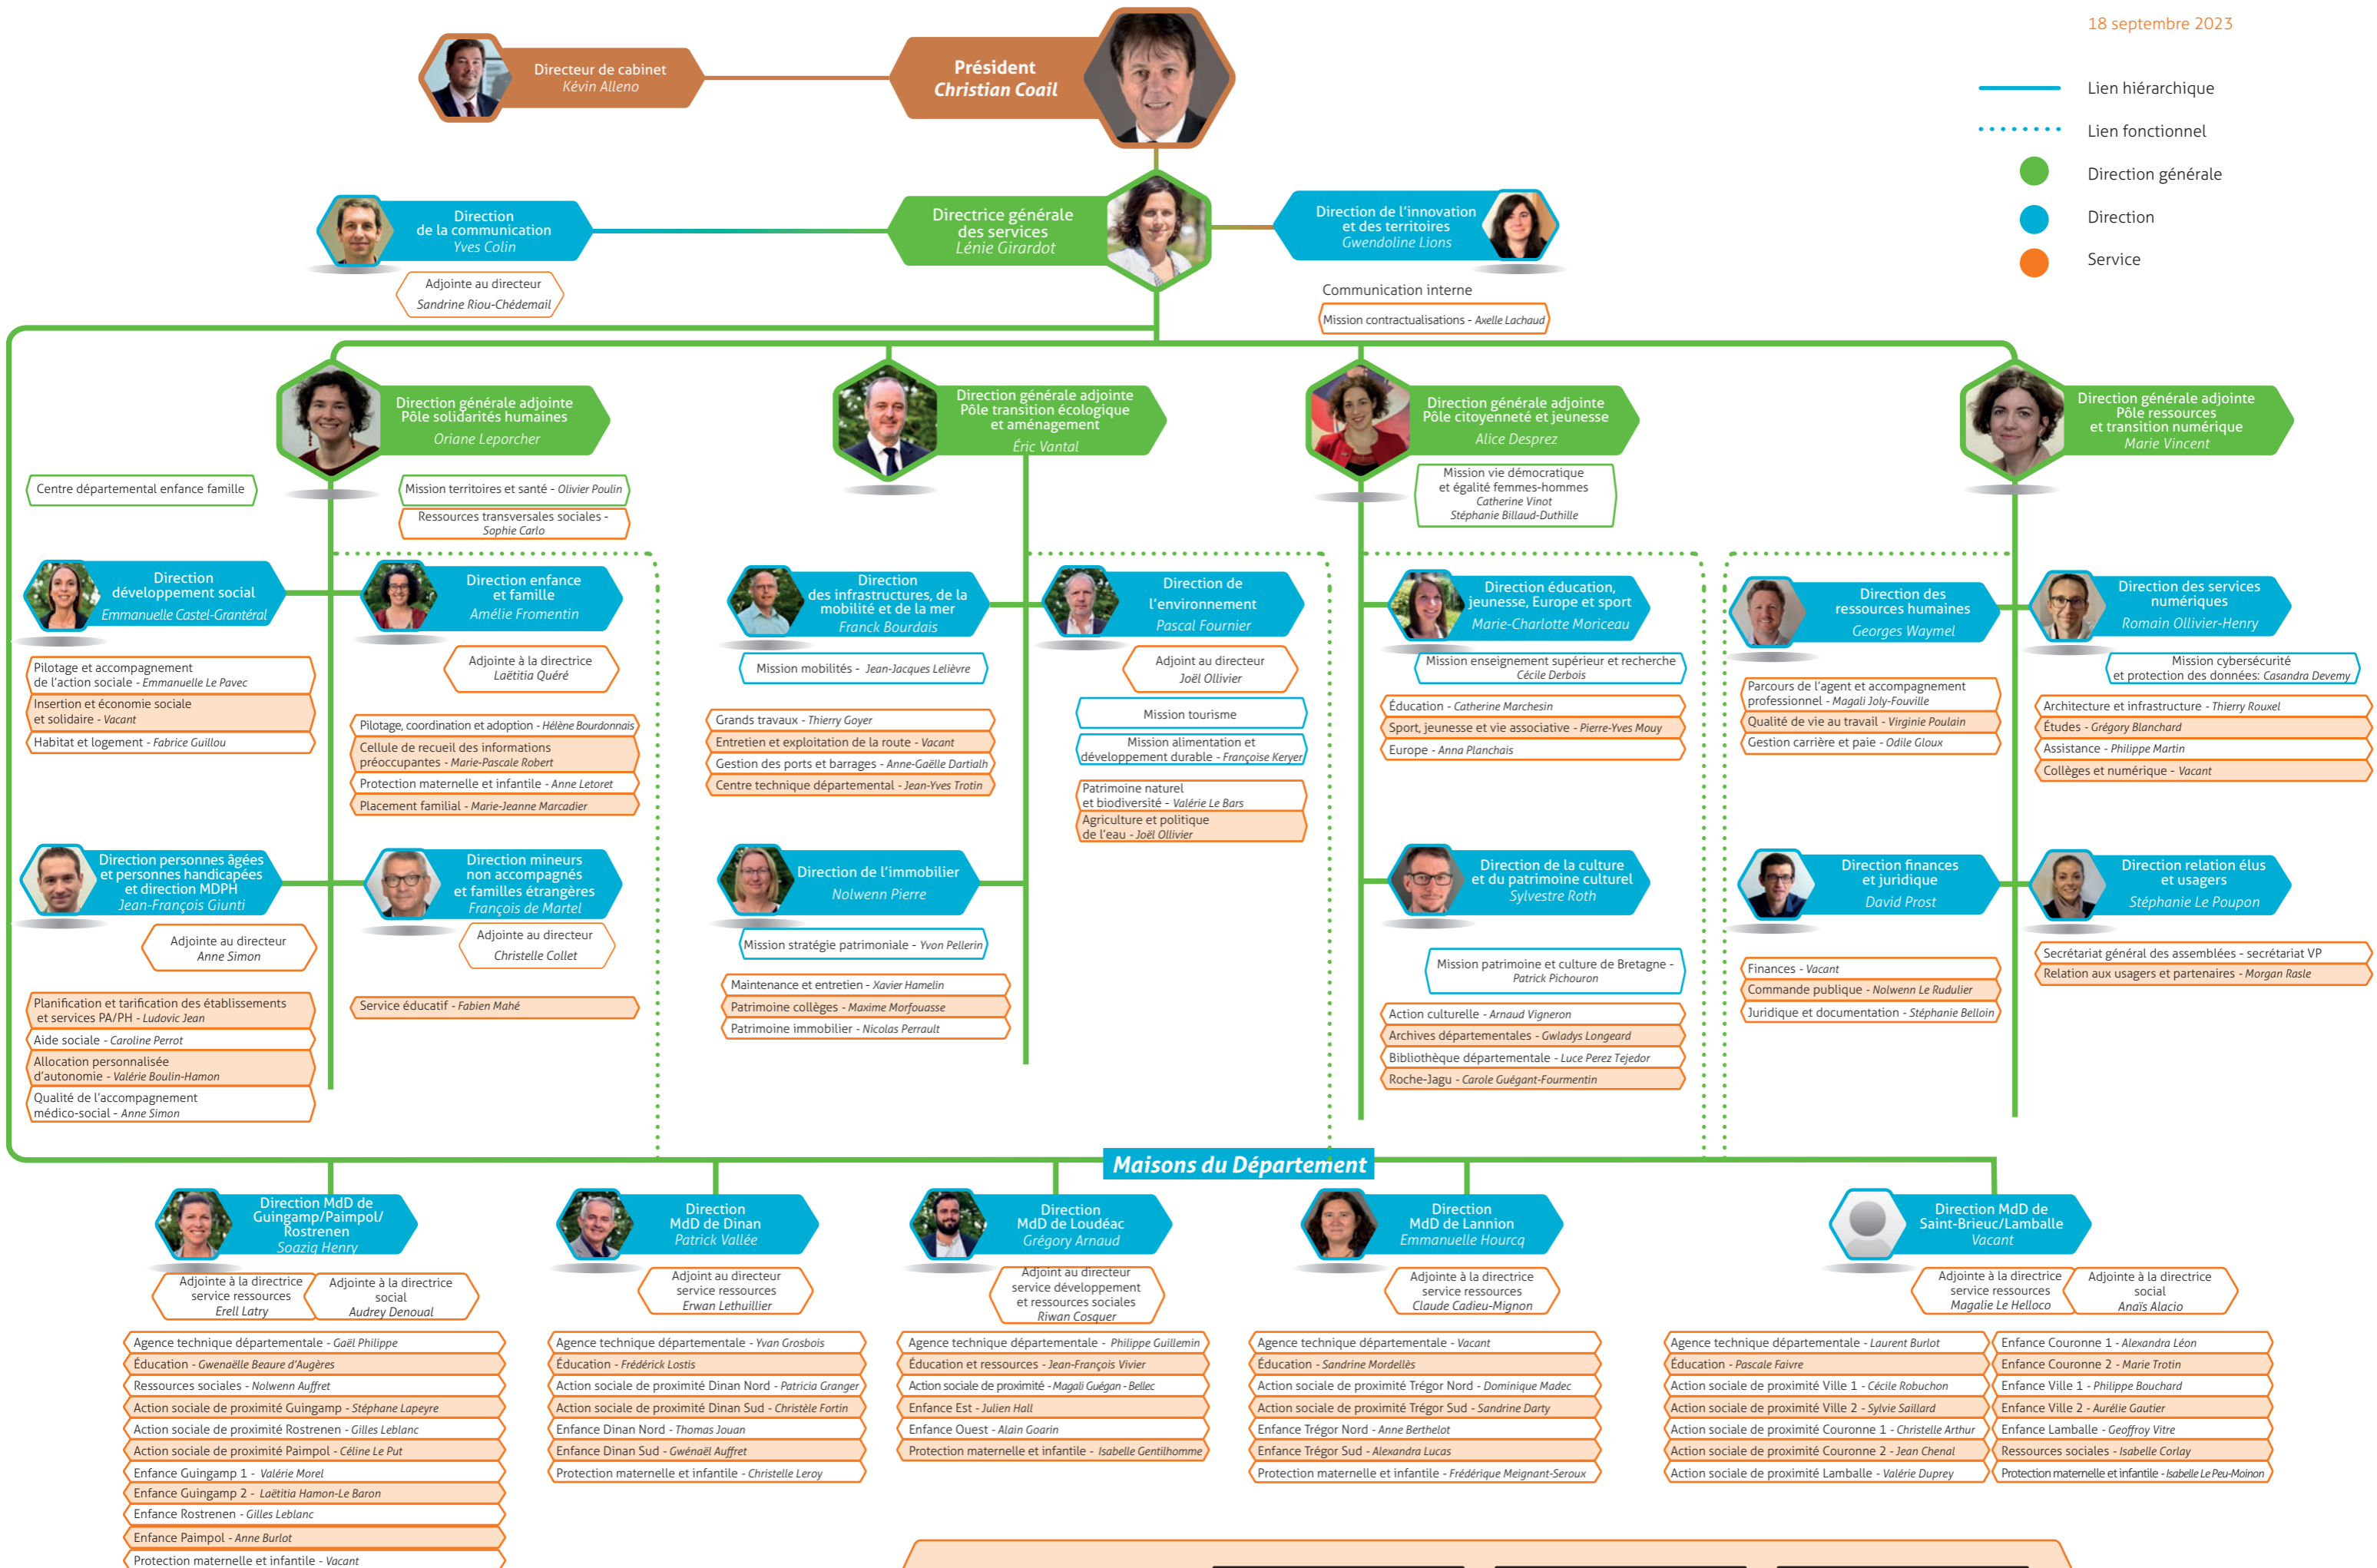 18 septembre 2023
Lien hiérarchique
Lien fonctionnel
Direction générale
Direction
Service
Directeur de cabinet
Kévin Alleno
Président
Christian Coail
Direction
de la communication
Yves Colin
Adjointe au directeur
Sandrine Riou-Chédemail
Directrice générale
des services
Lénie Girardot
Direction de l'innovation
et des territoires
Gwendoline Lions
Communication interne
Mission contractualisations - Axelle Lachaud
Direction générale adjointe
Pôle solidarités humaines
Oriane Leporcher
Centre départemental enfance famille
Mission territoires et santé - Olivier Poulin
Ressources transversales sociales -
Sophie Carlo
Direction
développement social
Emmanuelle Castel-Grantéral
Pilotage et accompagnement
de l'action sociale - Emmanuelle Le Pavec
Insertion et économie sociale
et solidaire - Vacant
Habitat et logement - Fabrice Guillou
Direction enfance
et famille
Amélie Fromentin
Adjointe à la directrice
Laëtitia Quéré
Pilotage, coordination et adoption - Hélène Bourdonnais
Cellule de recueil des informations
préoccupantes - Marie-Pascale Robert
Protection maternelle et infantile - Anne Letoret
Placement familial - Marie-Jeanne Marcadier
Direction personnes âgées
et personnes handicapées
et direction MDPH
Jean-François Giunti
Adjointe au directeur
Anne Simon
Planification et tarification des établissements
et services PA/PH - Ludovic Jean
Aide sociale - Caroline Perrot
Allocation personnalisée
d'autonomie - Valérie Boulin-Hamon
Qualité de l'accompagnement
médico-social - Anne Simon
Direction mineurs
non accompagnés
et familles étrangères
François de Martel
Adjointe au directeur
Christelle Collet
Service éducatif - Fabien Mahé
Direction générale adjointe
Pôle transition écologique
et aménagement
Éric Vantal
Direction
des infrastructures, de la
mobilité et de la mer
Franck Bourdais
Mission mobilités - Jean-Jacques Lelièvre
Grands travaux - Thierry Goyer
Entretien et exploitation de la route - Vacant
Gestion des ports et barrages - Anne-Gaëlle Dartialh
Centre technique départemental - Jean-Yves Trotin
Direction de
l'environnement
Pascal Fournier
Adjoint au directeur
Joël Ollivier
Mission tourisme
Mission alimentation et
développement durable - Françoise Keryer
Patrimoine naturel
et biodiversité - Valérie Le Bars
Agriculture et politique
de l'eau - Joël Ollivier
Direction de l'immobilier
Nolwenn Pierre
Mission stratégie patrimoniale - Yvon Pellerin
Maintenance et entretien - Xavier Hamelin
Patrimoine collèges - Maxime Morfouasse
Patrimoine immobilier - Nicolas Perrault
Direction générale adjointe
Pôle citoyenneté et jeunesse
Alice Desprez
Mission vie démocratique
et égalité femmes-hommes
Catherine Vinot
Stéphanie Billaud-Duthille
Direction éducation,
jeunesse, Europe et sport
Marie-Charlotte Moriceau
Mission enseignement supérieur et recherche
Cécile Derbois
Éducation - Catherine Marchesin
Sport, jeunesse et vie associative - Pierre-Yves Mouy
Europe - Anna Planchais
Direction de la culture
et du patrimoine culturel
Sylvestre Roth
Mission patrimoine et culture de Bretagne -
Patrick Pichouron
Action culturelle - Arnaud Vigneron
Archives départementales - Gwladys Longeard
Bibliothèque départementale - Luce Perez Tejedor
Roche-Jagu - Carole Guégant-Fourmentin
Direction générale adjointe
Pôle ressources
et transition numérique
Marie Vincent
Direction des
ressources humaines
Georges Waymel
Parcours de l'agent et accompagnement
professionnel - Magali Joly-Fouville
Qualité de vie au travail - Virginie Poulain
Gestion carrière et paie - Odile Gloux
Direction des services
numériques
Romain Ollivier-Henry
Mission cybersécurité
et protection des données: Casandra Devemy
Architecture et infrastructure - Thierry Rouxel
Études - Grégory Blanchard
Assistance - Philippe Martin
Collèges et numérique - Vacant
Direction finances
et juridique
David Prost
Finances - Vacant
Commande publique - Nolwenn Le Rudulier
Juridique et documentation - Stéphanie Belloin
Direction relation élus
et usagers
Stéphanie Le Poupon
Secrétariat général des assemblées - secrétariat VP
Relation aux usagers et partenaires - Morgan Rasle
Maisons du Département
Direction MdD de
Guingamp/Paimpol/
Rostrenen
Soazig Henry
Adjointe à la directrice
service ressources
Erell Latry
Adjointe à la directrice
social
Audrey Denoual
Agence technique départementale - Gaël Philippe
Éducation - Gwenaëlle Beaure d'Augères
Ressources sociales - Nolwenn Auffret
Action sociale de proximité Guingamp - Stéphane Lapeyre
Action sociale de proximité Rostrenen - Gilles Leblanc
Action sociale de proximité Paimpol - Céline Le Put
Enfance Guingamp 1 - Valérie Morel
Enfance Guingamp 2 - Laëtitia Hamon-Le Baron
Enfance Rostrenen - Gilles Leblanc
Enfance Paimpol - Anne Burlot
Protection maternelle et infantile - Vacant
Direction
MdD de Dinan
Patrick Vallée
Adjoint au directeur
service ressources
Erwan Lethuillier
Agence technique départementale - Yvan Grosbois
Éducation - Frédérick Lostis
Action sociale de proximité Dinan Nord - Patricia Granger
Action sociale de proximité Dinan Sud - Christèle Fortin
Enfance Dinan Nord - Thomas Jouan
Enfance Dinan Sud - Gwénaël Auffret
Protection maternelle et infantile - Christelle Leroy
Direction
MdD de Loudéac
Grégory Arnaud
Adjoint au directeur
service développement
et ressources sociales
Riwan Cosquer
Agence technique départementale - Philippe Guillemin
Éducation et ressources - Jean-François Vivier
Action sociale de proximité - Magali Guégan - Bellec
Enfance Est - Julien Hall
Enfance Ouest - Alain Goarin
Protection maternelle et infantile - Isabelle Gentilhomme
Direction
MdD de Lannion
Emmanuelle Hourcq
Adjointe à la directrice
service ressources
Claude Cadieu-Mignon
Agence technique départementale - Vacant
Éducation - Sandrine Mordellès
Action sociale de proximité Trégor Nord - Dominique Madec
Action sociale de proximité Trégor Sud - Sandrine Darty
Enfance Trégor Nord - Anne Berthelot
Enfance Trégor Sud - Alexandra Lucas
Protection maternelle et infantile - Frédérique Meignant-Seroux
Direction MdD de
Saint-Brieuc/Lamballe
Vacant
Adjointe à la directrice
service ressources
Magalie Le Helloco
Adjointe à la directrice
social
Anaïs Alacio
Agence technique départementale - Laurent Burlot
Éducation - Pascale Faivre
Action sociale de proximité Ville 1 - Cécile Robuchon
Action sociale de proximité Ville 2 - Sylvie Saillard
Action sociale de proximité Couronne 1 - Christelle Arthur
Action sociale de proximité Couronne 2 - Jean Chenal
Action sociale de proximité Lamballe - Valérie Duprey
Enfance Couronne 1 - Alexandra Léon
Enfance Couronne 2 - Marie Trotin
Enfance Ville 1 - Philippe Bouchard
Enfance Ville 2 - Aurélie Gautier
Enfance Lamballe - Geoffroy Vitre
Ressources sociales - Isabelle Corlay
Protection maternelle et infantile - Isabelle Le Peu-Moinon